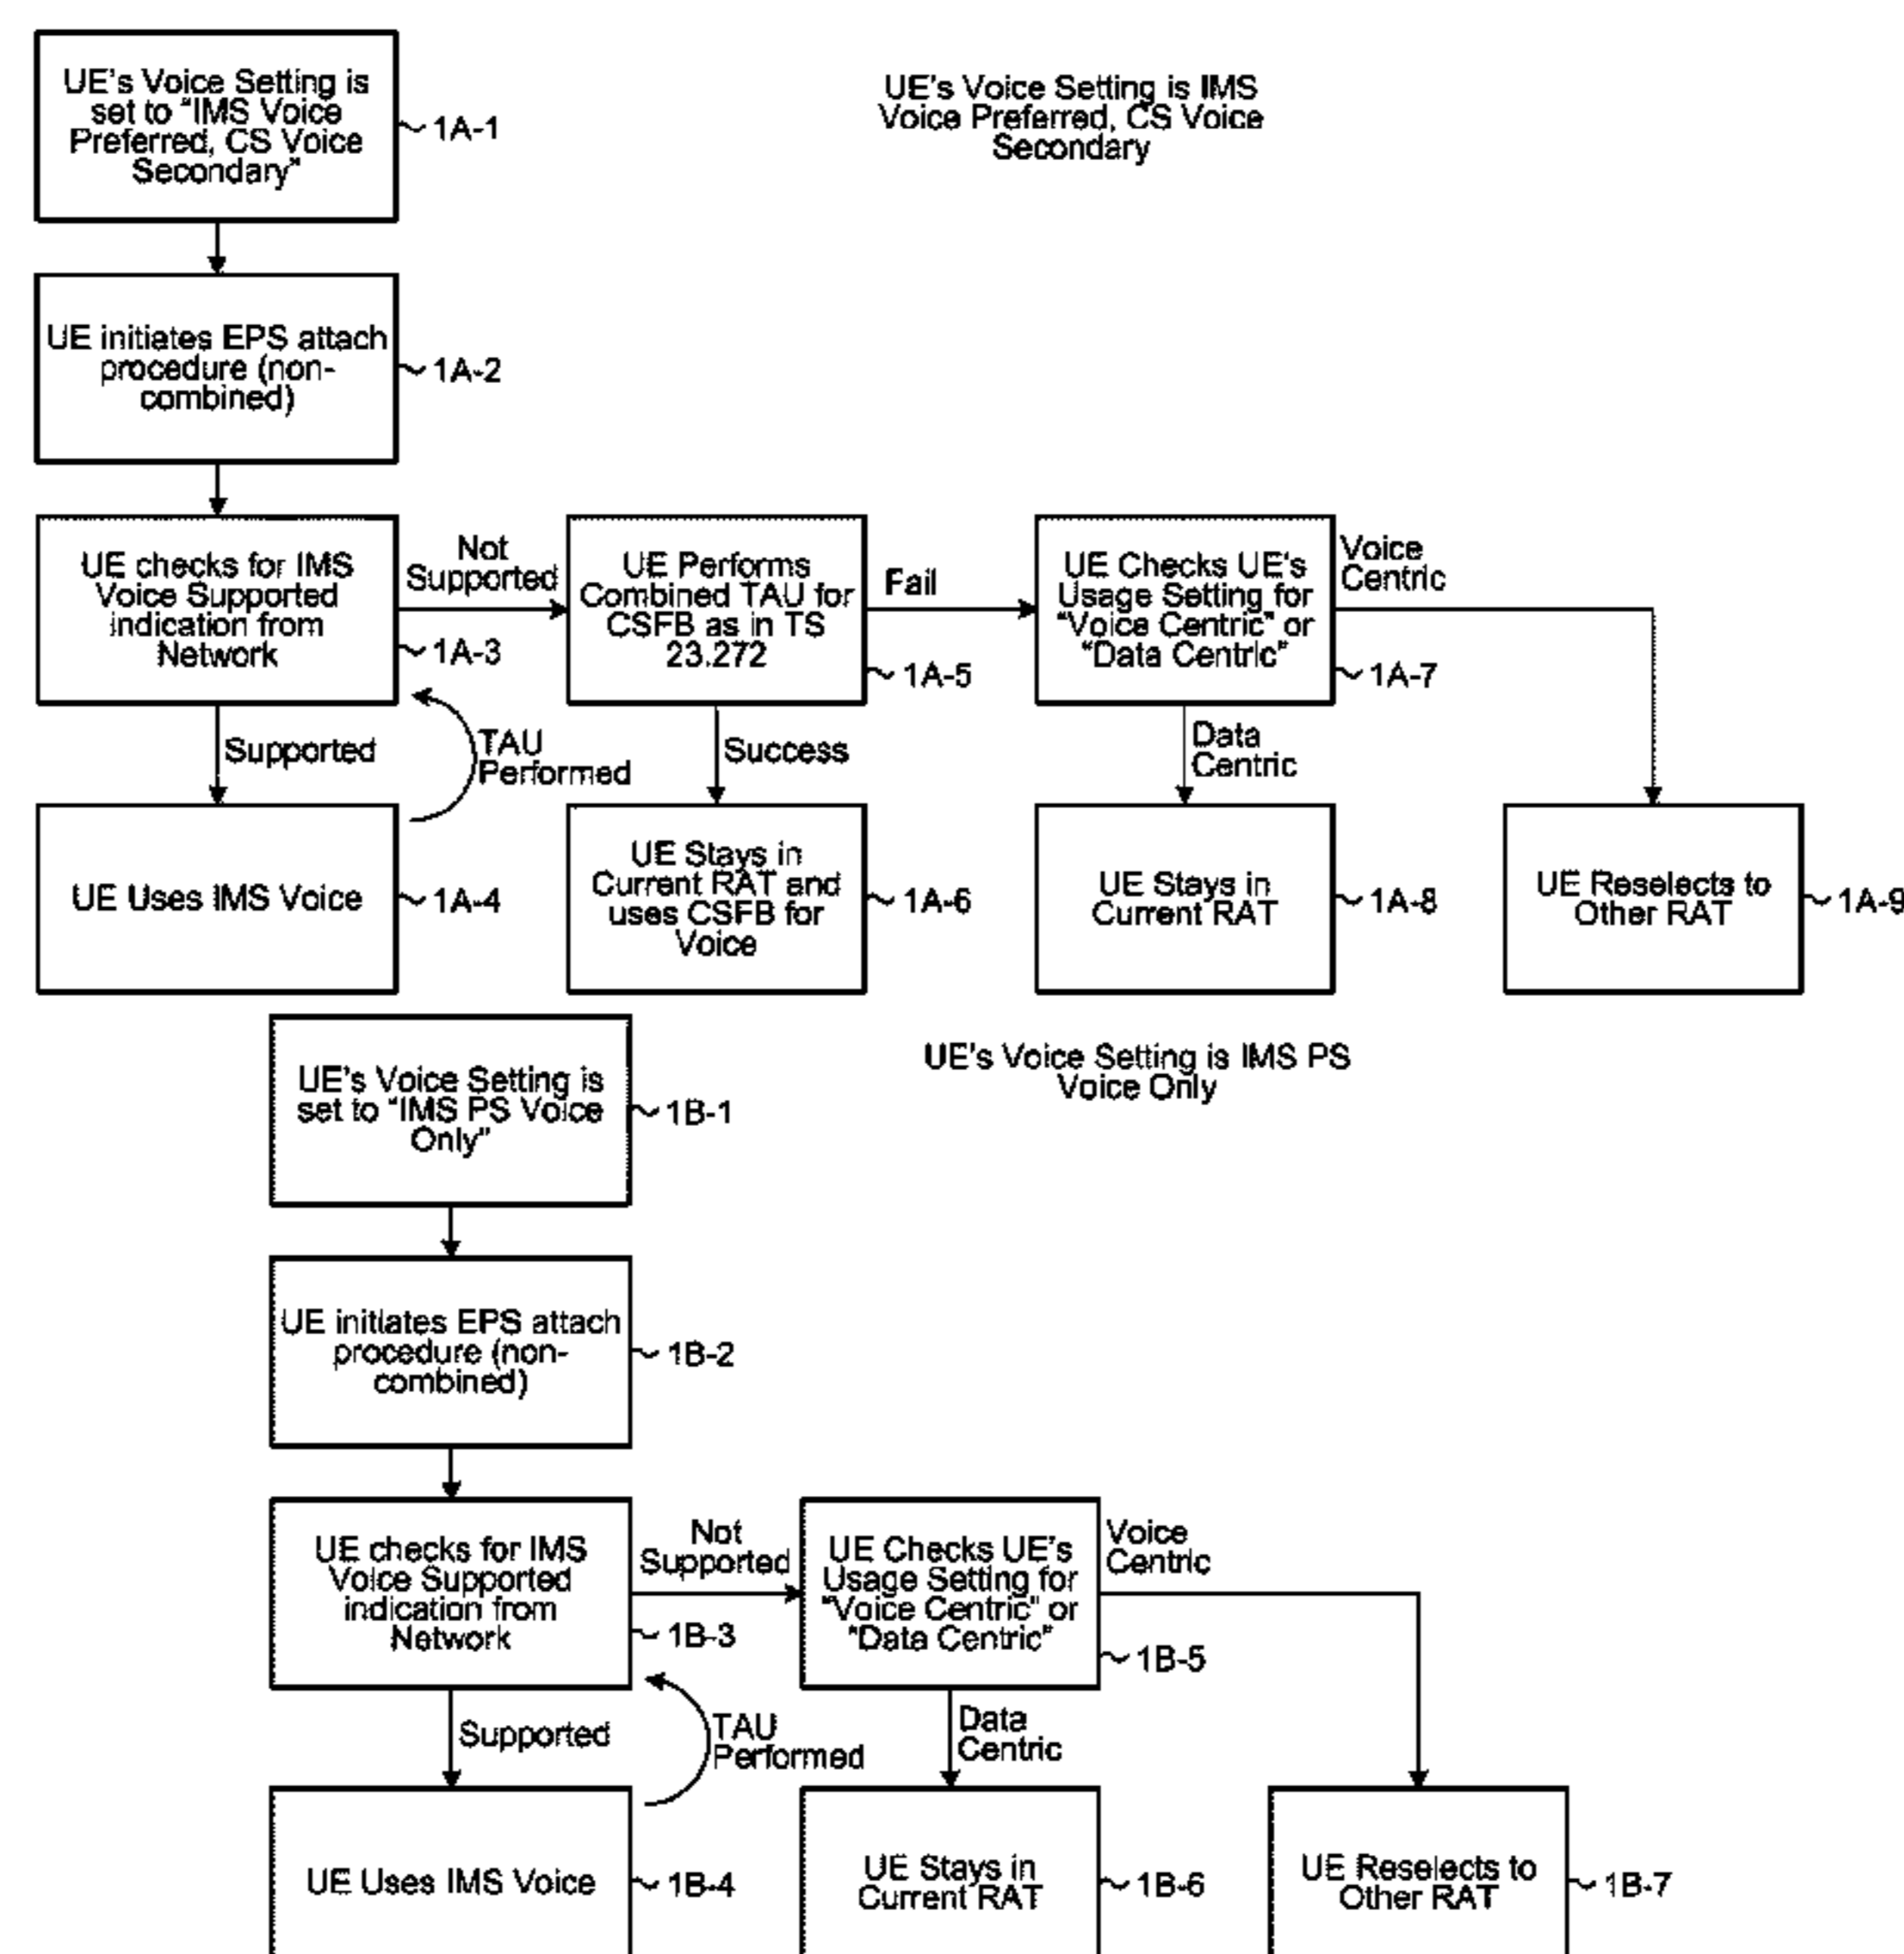 UE's Voice Setting is
set to "IMS Voice
Preferred, CS Voice
Secondary"
1A-1
UE's Voice Setting is IMS
Voice Preferred, CS Voice
Secondary
UE initiates EPS attach
procedure (non-
combined)
1A-2
UE checks for IMS
Voice Supported
indication from
Network
1A-3
Not
Supported
UE Performs
Combined TAU for
CSFB as in TS
23.272
1A-5
Fail
UE Checks UE's
Usage Setting for
"Voice Centric" or
"Data Centric"
1A-7
Voice
Centric
Supported
TAU
Performed
Success
Data
Centric
UE Uses IMS Voice
1A-4
UE Stays in
Current RAT and
uses CSFB for
Voice
1A-6
UE Stays in
Current RAT
1A-8
UE Reselects to
Other RAT
1A-9
UE's Voice Setting is
set to "IMS PS Voice
Only"
1B-1
UE's Voice Setting is IMS PS
Voice Only
UE initiates EPS attach
procedure (non-
combined)
1B-2
UE checks for IMS
Voice Supported
indication from
Network
1B-3
Not
Supported
UE Checks UE's
Usage Setting for
"Voice Centric" or
"Data Centric"
1B-5
Voice
Centric
Supported
TAU
Performed
Data
Centric
UE Uses IMS Voice
1B-4
UE Stays in
Current RAT
1B-6
UE Reselects to
Other RAT
1B-7